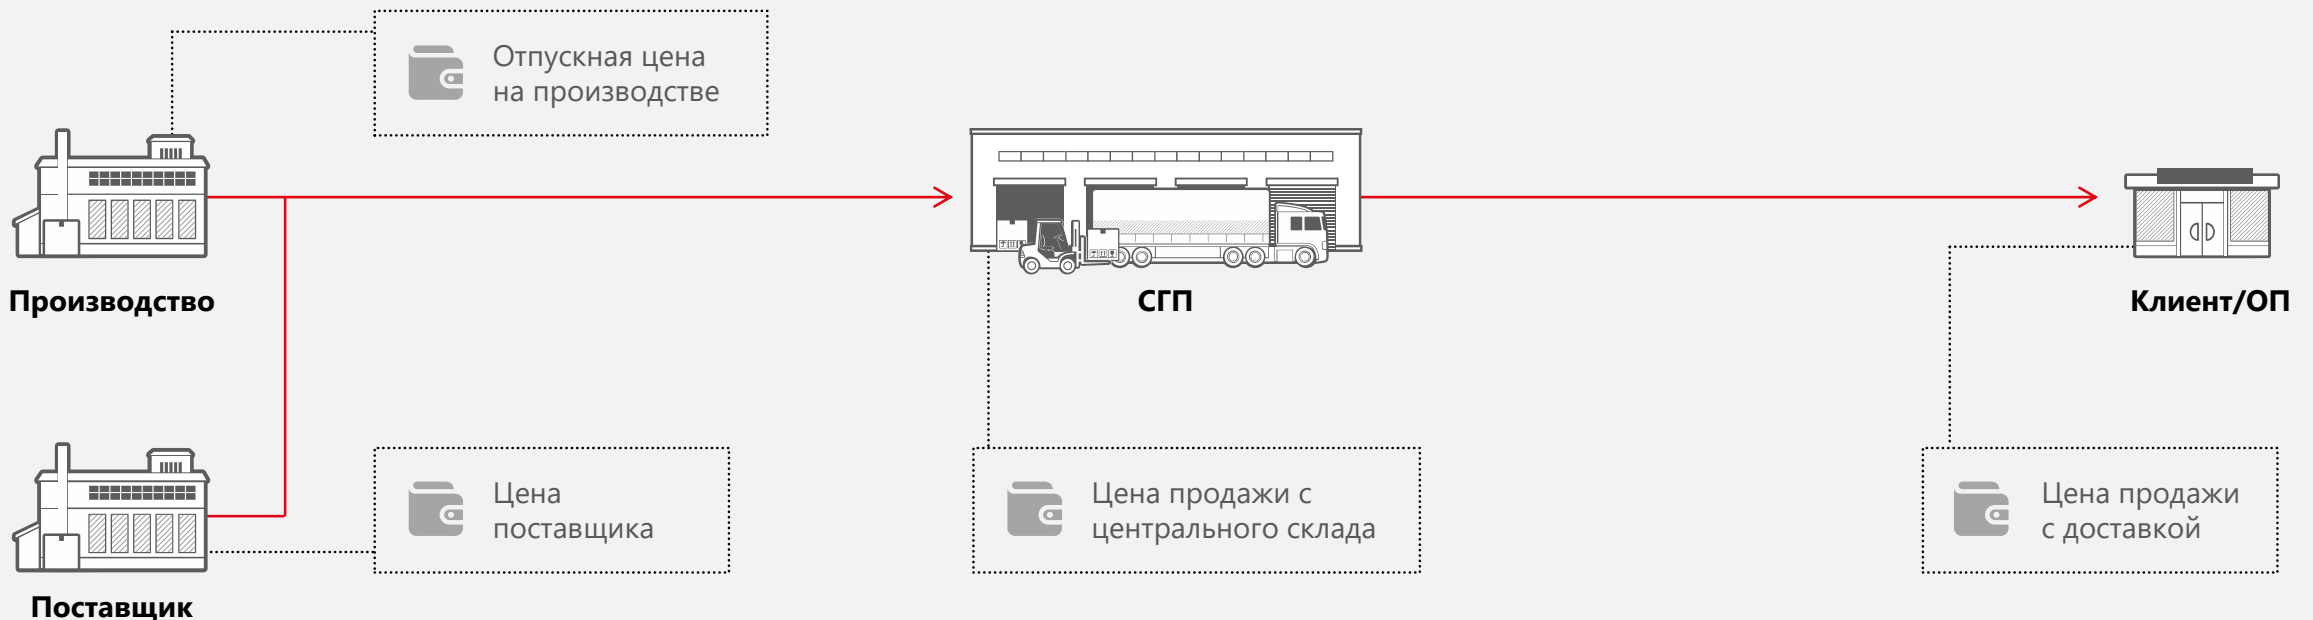 Отпускная цена
на производстве
Производство
СГП
Клиент/ОП
Цена
поставщика
Цена продажи с
центрального склада
Цена продажи
с доставкой
Поставщик